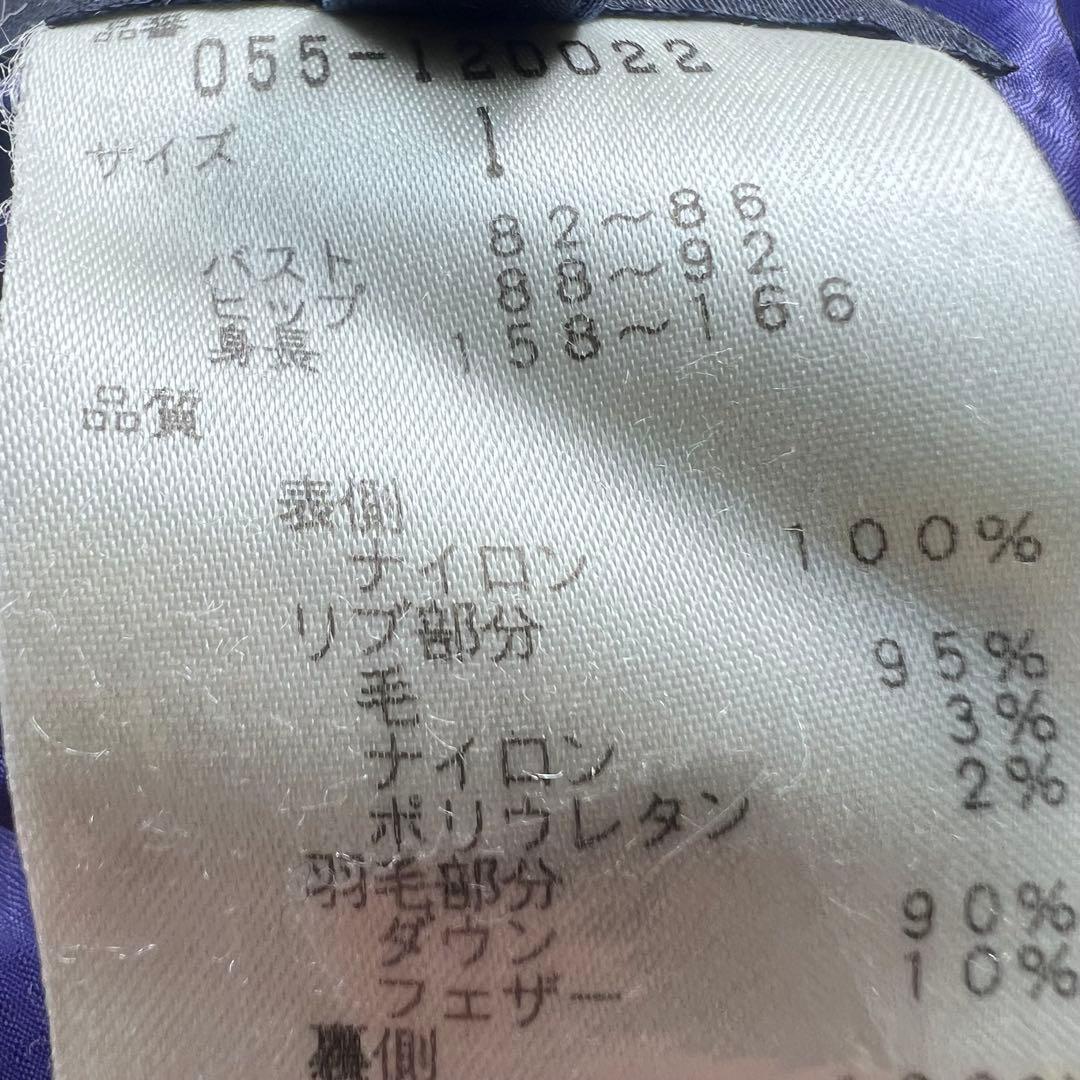 品番
055-120022
サイズ 1
バスト 82～86
ヒップ 88～92
身長 158～166
品質
表側
ナイロン 100%
リブ部分
毛 95%
ナイロン 3%
ポリウレタン 2%
羽毛部分
ダウン 90%
フェザー 10%
裏側